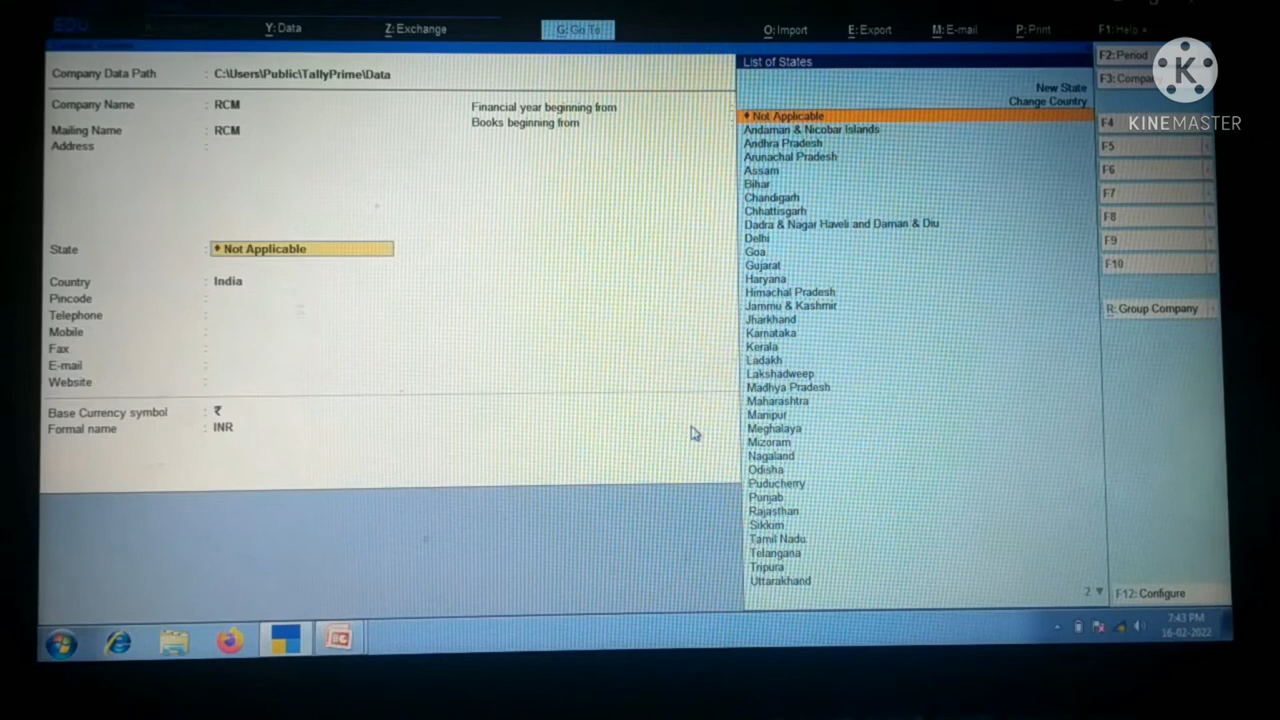 EDU
Y: Data
Z: Exchange
G: Go To
O: Import
E: Export
M: E-mail
P: Print
F1: Help
Company Data Path : C:\Users\Public\TallyPrime\Data
Company Name : RCM
Financial year beginning from :
Mailing Name : RCM
Books beginning from :
Address :
State : ♦ Not Applicable
Country : India
Pincode :
Telephone :
Mobile :
Fax :
E-mail :
Website :
Base Currency symbol : ₹
Formal name : INR
List of States
New State
Change Country
♦ Not Applicable
Andaman & Nicobar Islands
Andhra Pradesh
Arunachal Pradesh
Assam
Bihar
Chandigarh
Chhattisgarh
Dadra & Nagar Haveli and Daman & Diu
Delhi
Goa
Gujarat
Haryana
Himachal Pradesh
Jammu & Kashmir
Jharkhand
Karnataka
Kerala
Ladakh
Lakshadweep
Madhya Pradesh
Maharashtra
Manipur
Meghalaya
Mizoram
Nagaland
Odisha
Puducherry
Punjab
Rajasthan
Sikkim
Tamil Nadu
Telangana
Tripura
Uttarakhand
2 ▼
F2: Period
F3:
F4
F5
F6
F7
F8
F9
F10
R: Group Company
F12: Configure
K
KINEMASTER
7:43 PM
16-02-2022